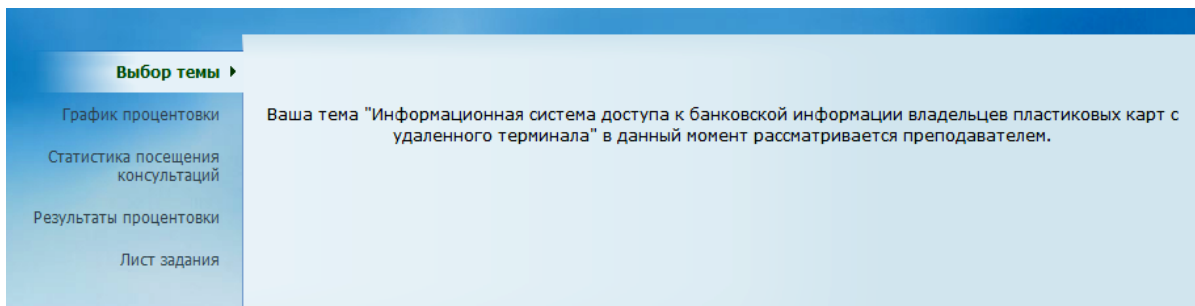 Выбор темы
График процентовки
Статистика посещения
консультаций
Результаты процентовки
Лист задания
Ваша тема "Информационная система доступа к банковской информации владельцев пластиковых карт с
удаленного терминала" в данный момент рассматривается преподавателем.